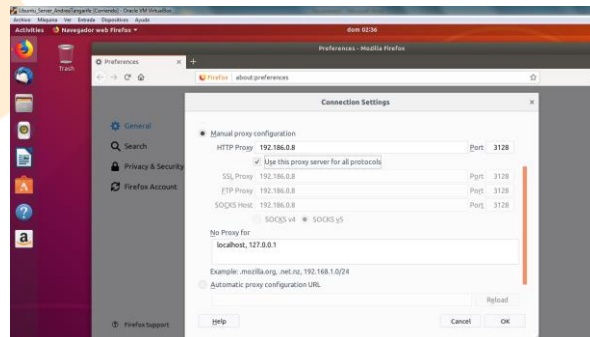 Ubuntu_Server_AndresTangarife [Corriendo] - Oracle VM VirtualBox
Archivo Máquina Ver Entrada Dispositivos Ayuda
Activities Navegador web Firefox dom 02:36
Preferences - Mozilla Firefox
Trash
Preferences × +
Firefox about:preferences
Connection Settings ×
General
Search
Privacy & Security
Firefox Account
Firefox Support
Manual proxy configuration
HTTP Proxy 192.186.0.8 Port 3128
Use this proxy server for all protocols
SSL Proxy 192.186.0.8 Port 3128
FTP Proxy 192.186.0.8 Port 3128
SOCKS Host 192.186.0.8 Port 3128
SOCKS v4 SOCKS v5
No Proxy for
localhost, 127.0.0.1
Example: .mozilla.org, .net.nz, 192.168.1.0/24
Automatic proxy configuration URL
Reload
Help Cancel OK